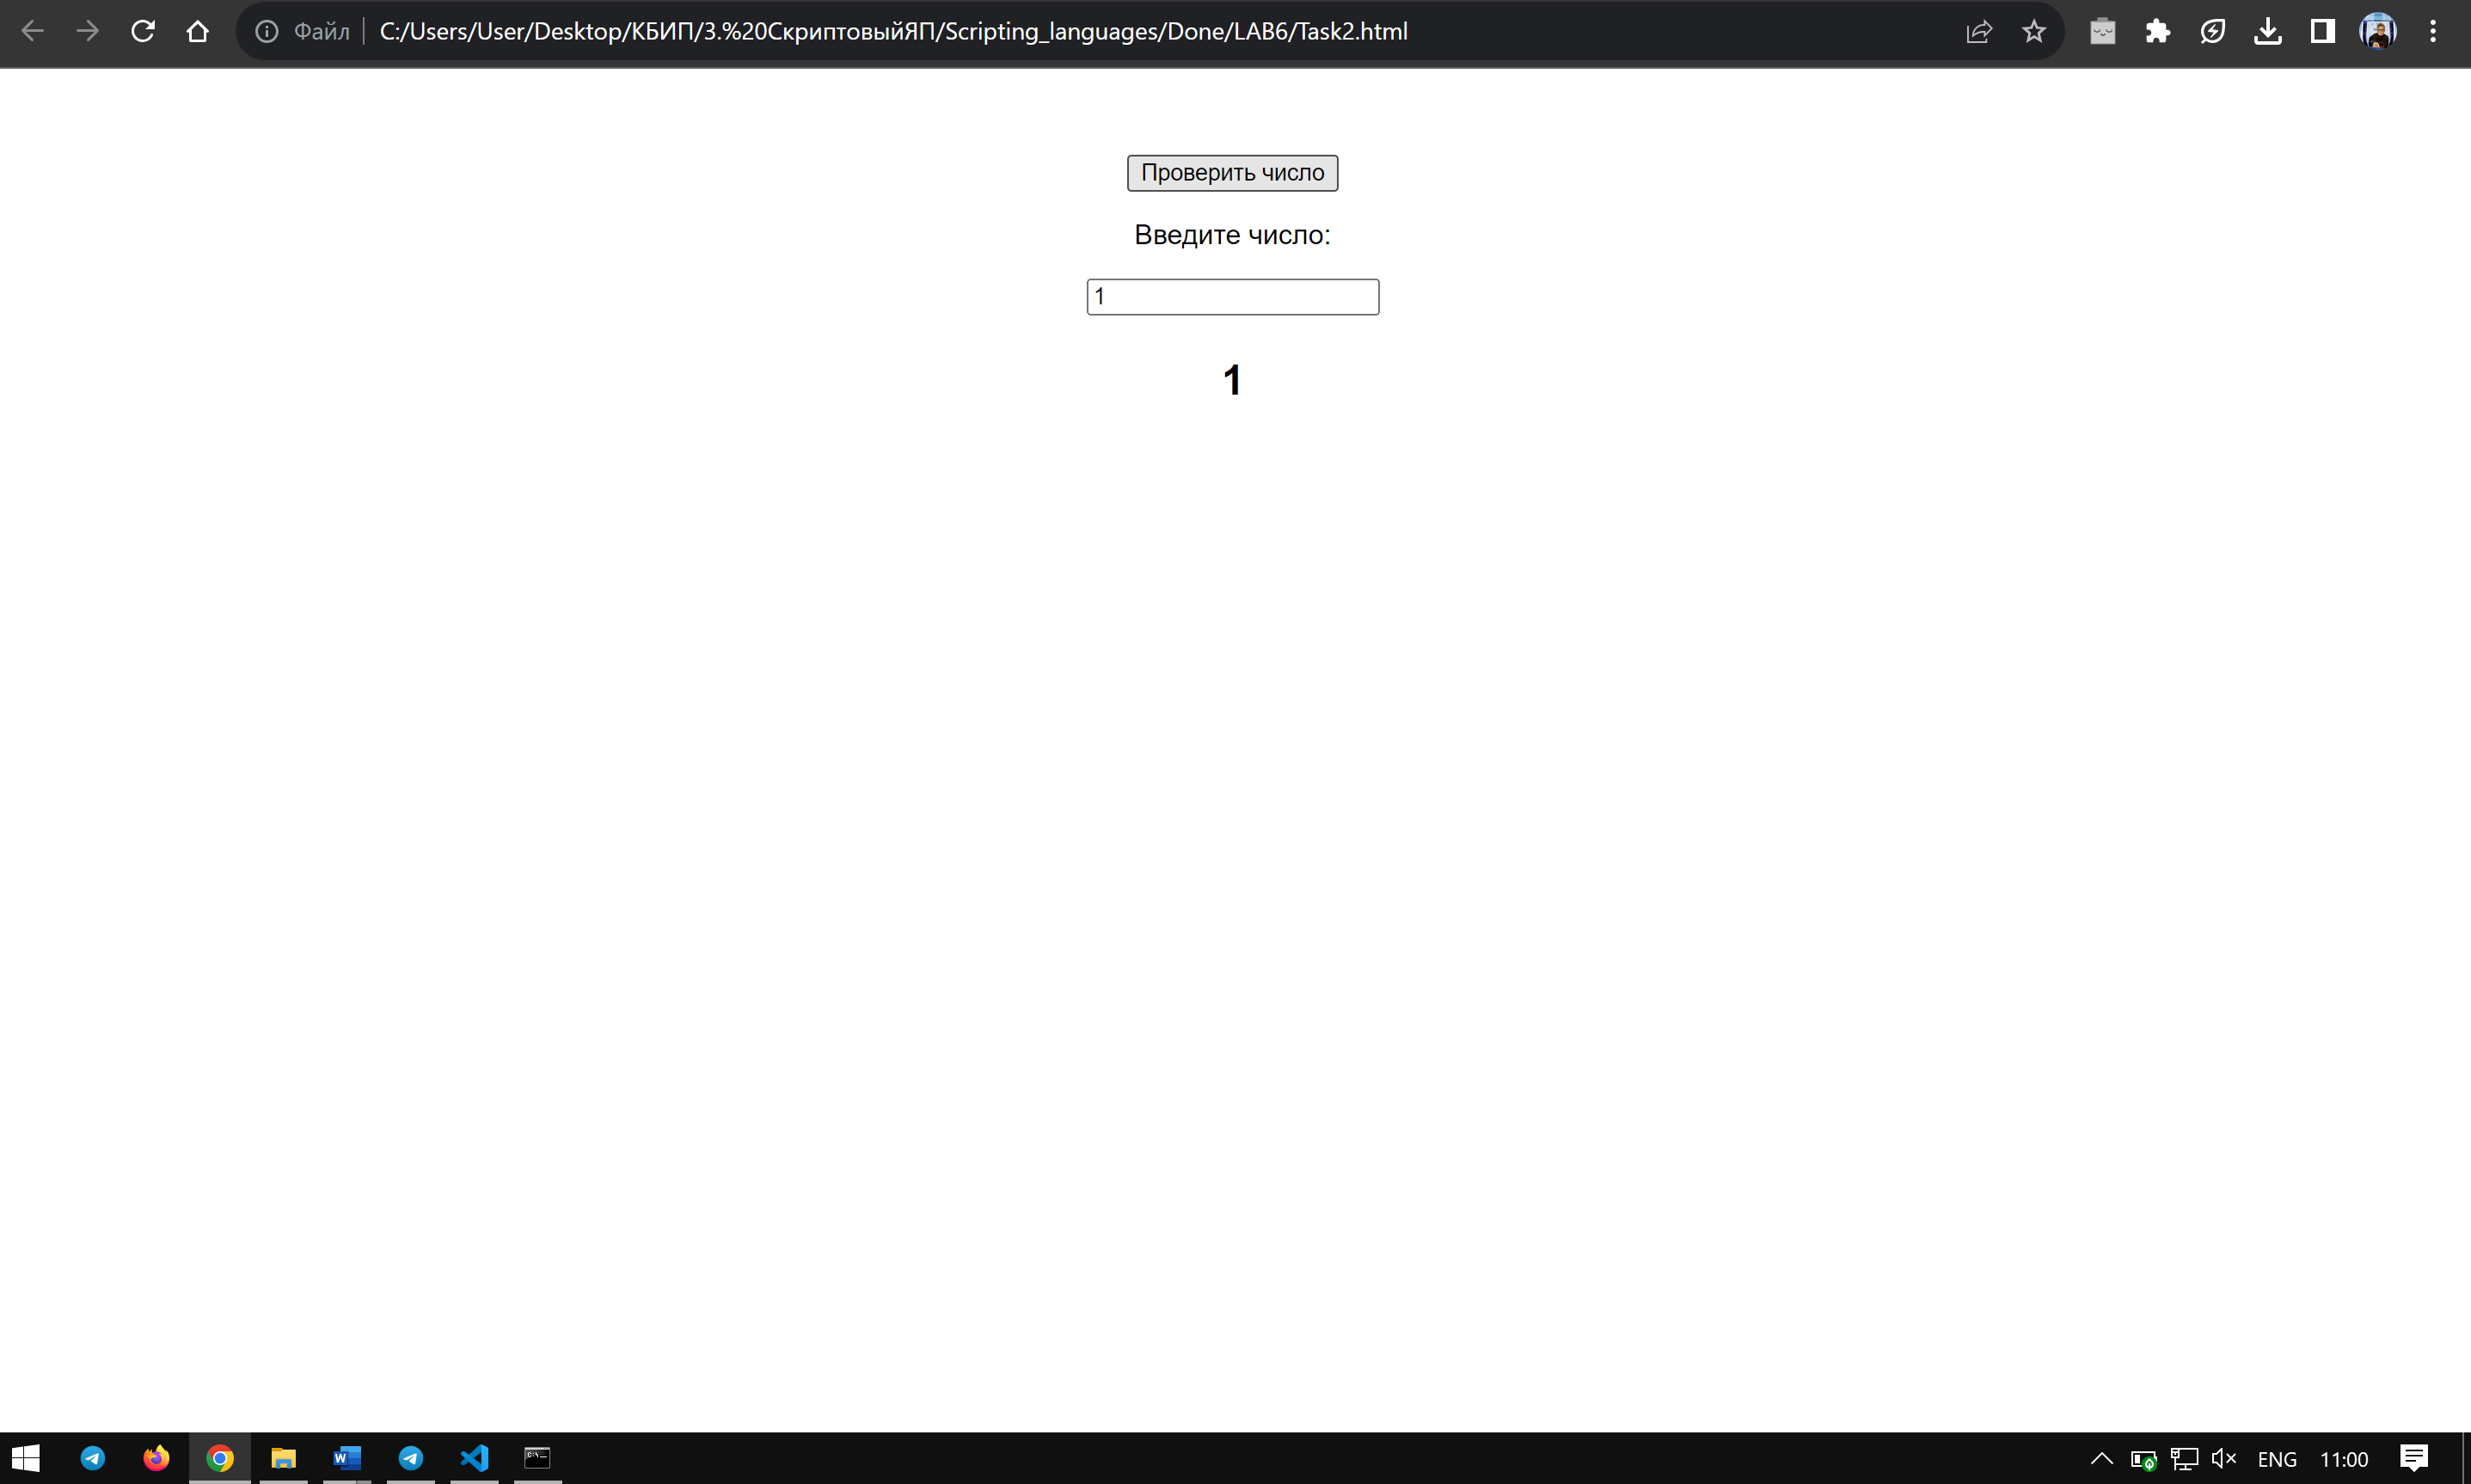 Файл C:/Users/User/Desktop/КБИП/3.%20СкриптовыйЯП/Scripting_languages/Done/LAB6/Task2.html
Проверить число
Введите число:
1
1
ENG 11:00